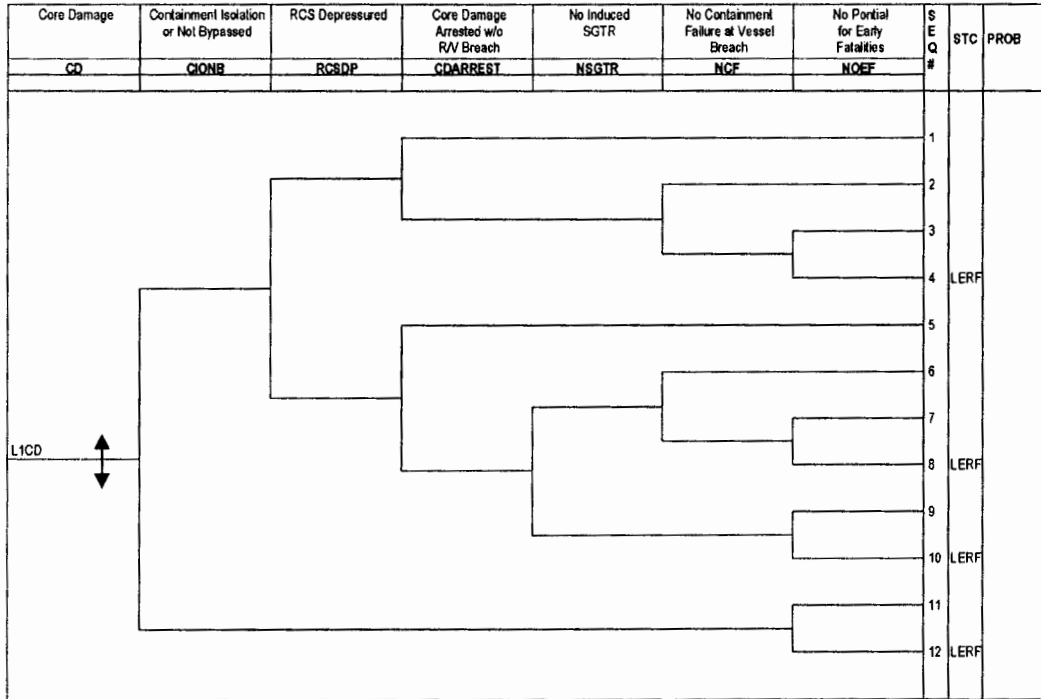 Core Damage
Containment Isolation
or Not Bypassed
RCS Depressured
Core Damage
Arrested w/o
R/V Breach
No Induced
SGTR
No Containment
Failure at Vessel
Breach
No Pontial
for Early
Fatalities
S
E
Q
#
STC
PROB
CD
CIONB
RCSDP
CDARREST
NSGTR
NCF
NOEF
1
2
3
4 LERF
5
6
7
L1CD
8 LERF
9
10 LERF
11
12 LERF